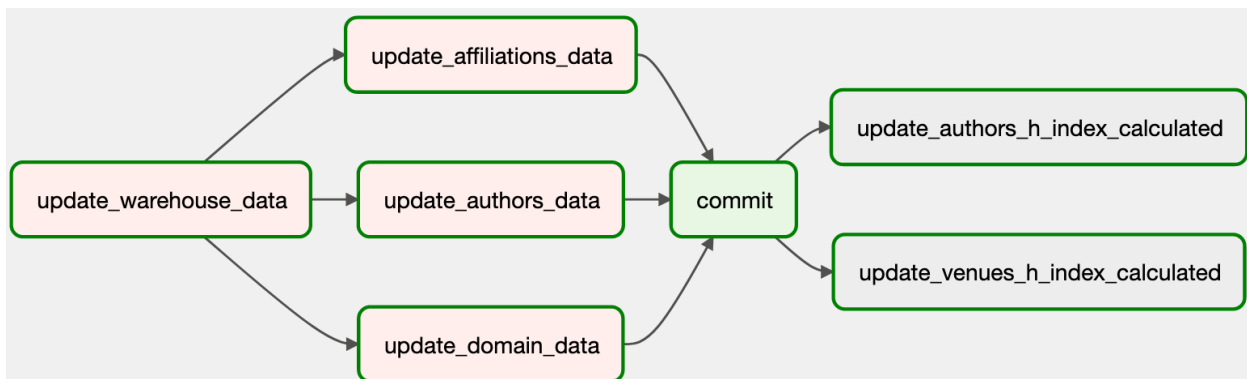 update_affiliations_data
update_authors_h_index_calculated
update_warehouse_data
update_authors_data
commit
update_venues_h_index_calculated
update_domain_data